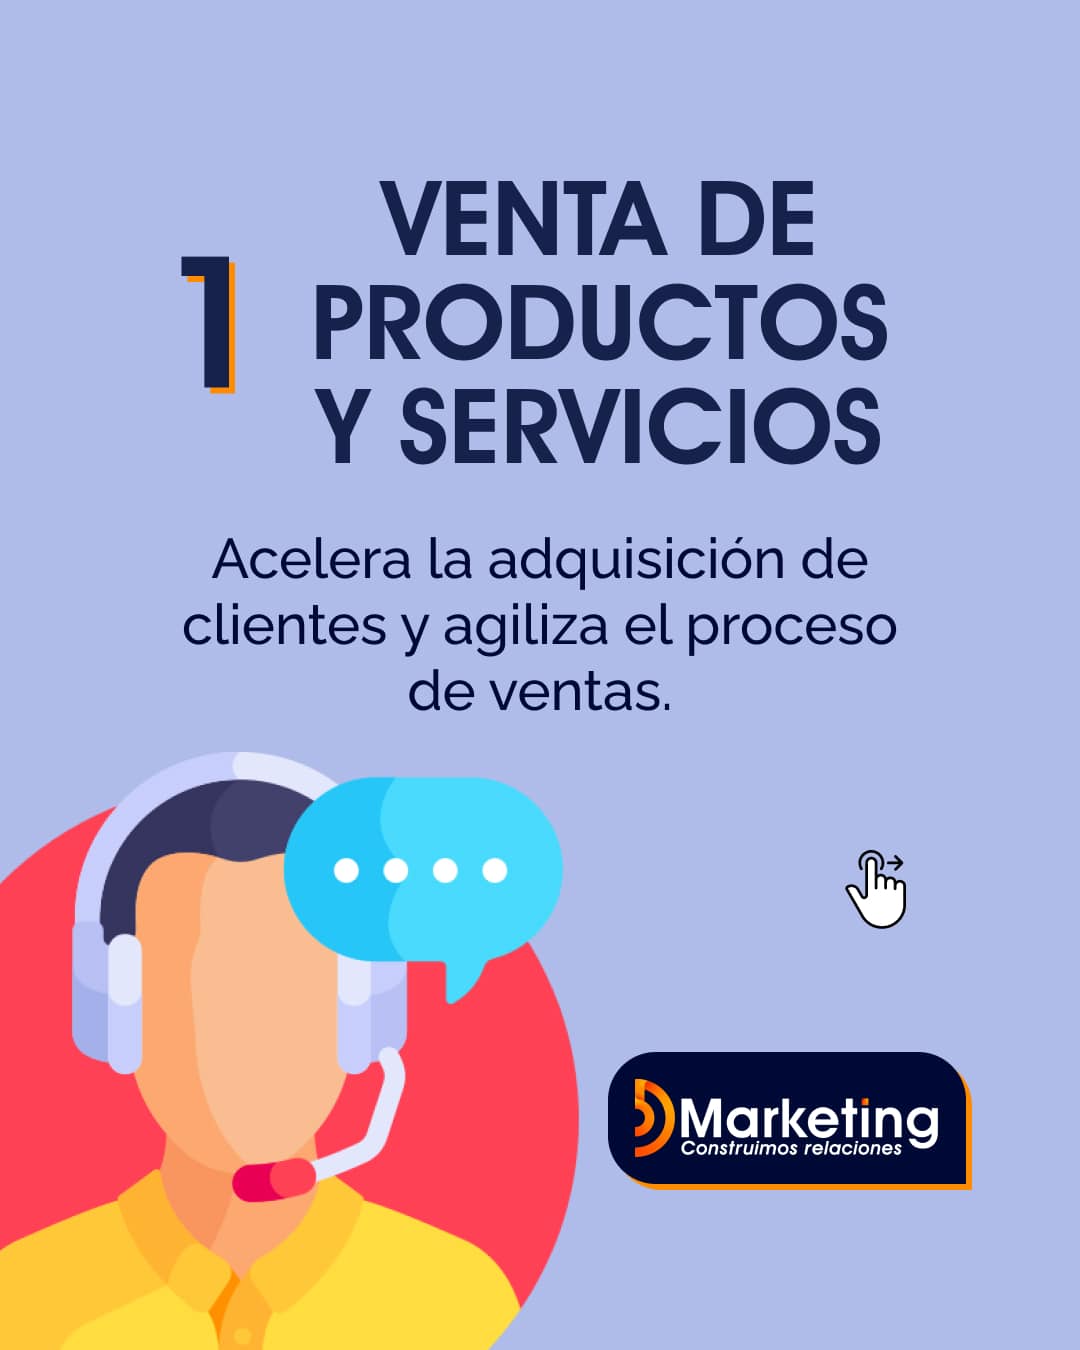 1
VENTA DE
PRODUCTOS
Y SERVICIOS
Acelera la adquisición de
clientes y agiliza el proceso
de ventas.
Marketing
Construimos relaciones